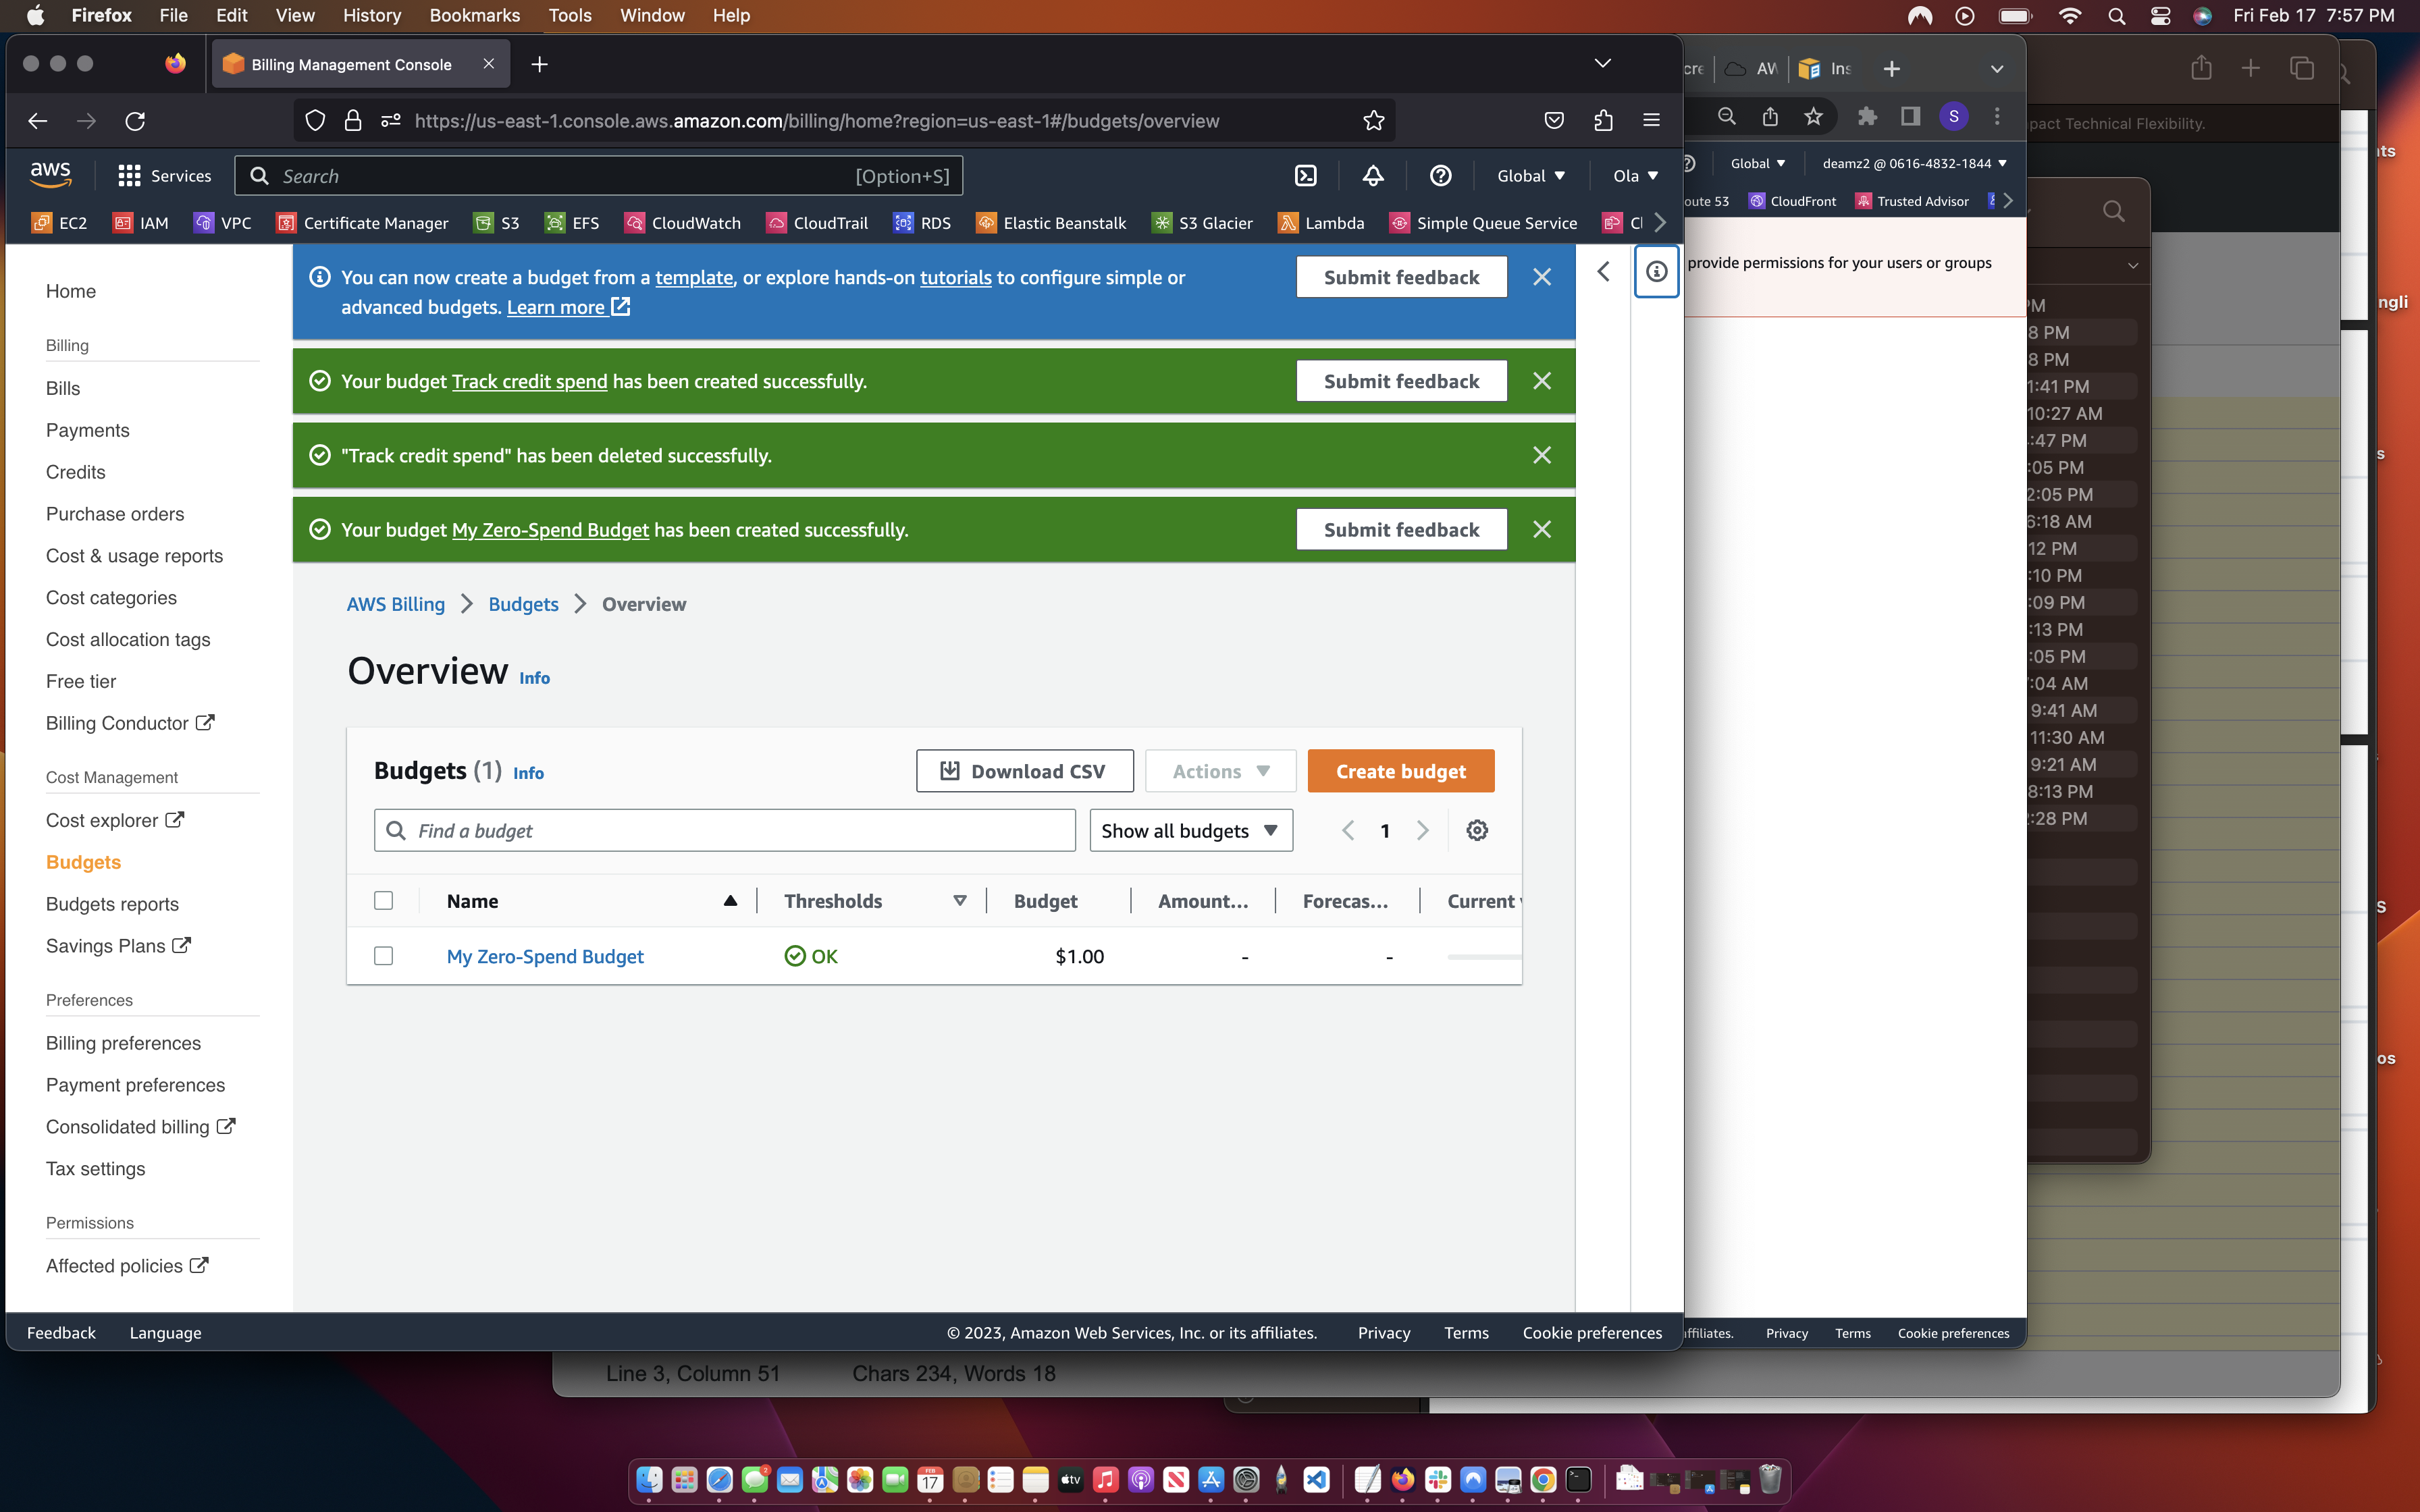 Firefox File Edit View History Bookmarks Tools Window Help
Fri Feb 17 7:57 PM
Billing Management Console
https://us-east-1.console.aws.amazon.com/billing/home?region=us-east-1#/budgets/overview
aws
Services
Search
[Option+S]
Global
Ola
EC2 IAM VPC Certificate Manager S3 EFS CloudWatch CloudTrail RDS Elastic Beanstalk S3 Glacier Lambda Simple Queue Service
Home
Billing
Bills
Payments
Credits
Purchase orders
Cost & usage reports
Cost categories
Cost allocation tags
Free tier
Billing Conductor
Cost Management
Cost explorer
Budgets
Budgets reports
Savings Plans
Preferences
Billing preferences
Payment preferences
Consolidated billing
Tax settings
Permissions
Affected policies
You can now create a budget from a template, or explore hands-on tutorials to configure simple or
advanced budgets. Learn more
Submit feedback
Your budget Track credit spend has been created successfully.
Submit feedback
"Track credit spend" has been deleted successfully.
Your budget My Zero-Spend Budget has been created successfully.
Submit feedback
AWS Billing > Budgets > Overview
Overview Info
Budgets (1) Info
Download CSV
Actions
Create budget
Find a budget
Show all budgets
1
Name Thresholds Budget Amount... Forecas... Current
My Zero-Spend Budget OK $1.00 - -
Feedback Language
© 2023, Amazon Web Services, Inc. or its affiliates. Privacy Terms Cookie preferences
Ins
S
Global
deamz2 @ 0616-4832-1844
oute 53 CloudFront Trusted Advisor
provide permissions for your users or groups
ffiliates. Privacy Terms Cookie preferences
pact Technical Flexibility.
8 PM
8 PM
1:41 PM
10:27 AM
:47 PM
:05 PM
2:05 PM
6:18 AM
12 PM
:10 PM
:09 PM
:13 PM
:05 PM
:04 AM
9:41 AM
11:30 AM
9:21 AM
8:13 PM
:28 PM
Line 3, Column 51
Chars 234, Words 18
FEB
17
tv
2